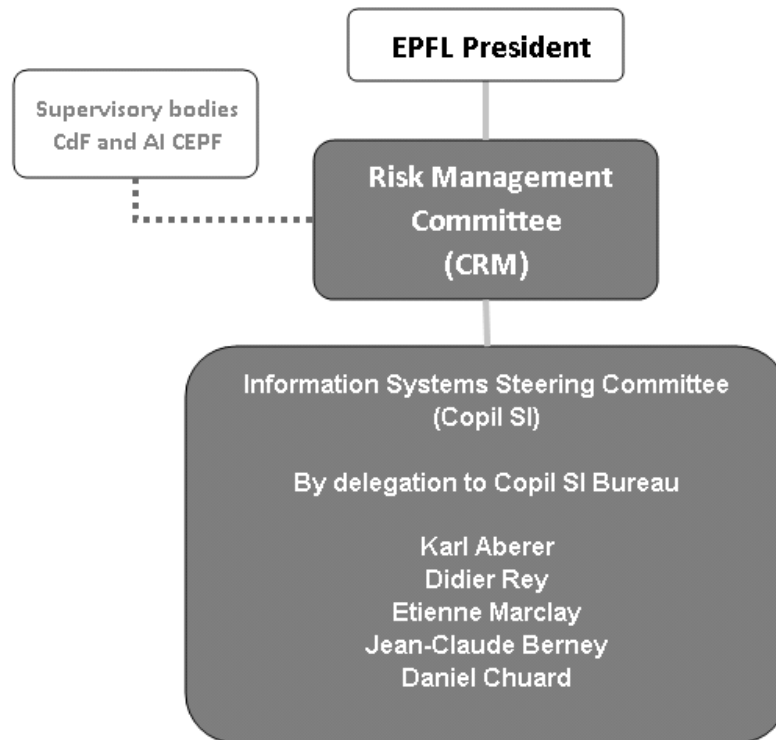 EPFL President
Supervisory bodies
CdF and AI CEPF
Risk Management
Committee
(CRM)
Information Systems Steering Committee
(Copil SI)
By delegation to Copil SI Bureau
Karl Aberer
Didier Rey
Etienne Marclay
Jean-Claude Berney
Daniel Chuard